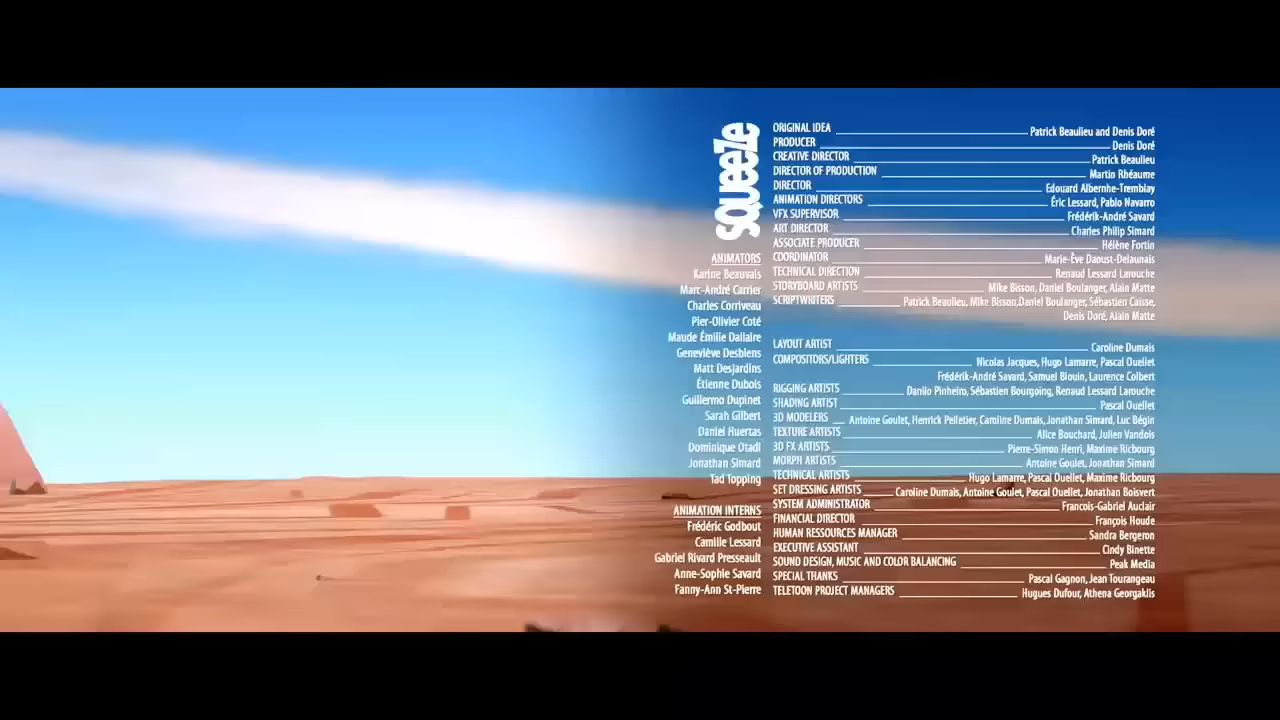 squeeze
ANIMATORS
Karine Beauvais
Marc-André Carrier
Charles Corriveau
Pier-Olivier Coté
Maude Émilie Dallaire
Geneviève Desbiens
Matt Desjardins
Étienne Dubois
Guillermo Dupinet
Sarah Gilbert
Daniel Huertas
Dominique Otadi
Jonathan Simard
Tad Topping
ANIMATION INTERNS
Frédéric Godbout
Camille Lessard
Gabriel Rivard Presseault
Anne-Sophie Savard
Fanny-Ann St-Pierre
ORIGINAL IDEA Patrick Beaulieu and Denis Doré
PRODUCER Denis Doré
CREATIVE DIRECTOR Patrick Beaulieu
DIRECTOR OF PRODUCTION Martin Rhéaume
DIRECTOR Edouard Albernhe-Tremblay
ANIMATION DIRECTORS Éric Lessard, Pablo Navarro
VFX SUPERVISOR Frédérik-André Savard
ART DIRECTOR Charles Philip Simard
ASSOCIATE PRODUCER Hélène Fortin
COORDINATOR Marie-Ève Daoust-Delaunais
TECHNICAL DIRECTION Renaud Lessard Larouche
STORYBOARD ARTISTS Mike Bisson, Daniel Boulanger, Alain Matte
SCRIPTWRITERS Patrick Beaulieu, Mike Bisson,Daniel Boulanger, Sébastien Caisse,
Denis Doré, Alain Matte
LAYOUT ARTIST Caroline Dumais
COMPOSITORS/LIGHTERS Nicolas Jacques, Hugo Lamarre, Pascal Ouellet
Frédérik-André Savard, Samuel Blouin, Laurence Colbert
RIGGING ARTISTS Danilo Pinheiro, Sébastien Bourgoing, Renaud Lessard Larouche
SHADING ARTIST Pascal Ouellet
3D MODELERS Antoine Goulet, Henrick Pelletier, Caroline Dumais, Jonathan Simard, Luc Bégin
TEXTURE ARTISTS Alice Bouchard, Julien Vandois
3D FX ARTISTS Pierre-Simon Henri, Maxime Ricbourg
MORPH ARTISTS Antoine Goulet, Jonathan Simard
TECHNICAL ARTISTS Hugo Lamarre, Pascal Ouellet, Maxime Ricbourg
SET DRESSING ARTISTS Caroline Dumais, Antoine Goulet, Pascal Ouellet, Jonathan Boisvert
SYSTEM ADMINISTRATOR Francois-Gabriel Auclair
FINANCIAL DIRECTOR François Houde
HUMAN RESSOURCES MANAGER Sandra Bergeron
EXECUTIVE ASSISTANT Cindy Binette
SOUND DESIGN, MUSIC AND COLOR BALANCING Peak Media
SPECIAL THANKS Pascal Gagnon, Jean Tourangeau
TELETOON PROJECT MANAGERS Hugues Dufour, Athena Georgaklis